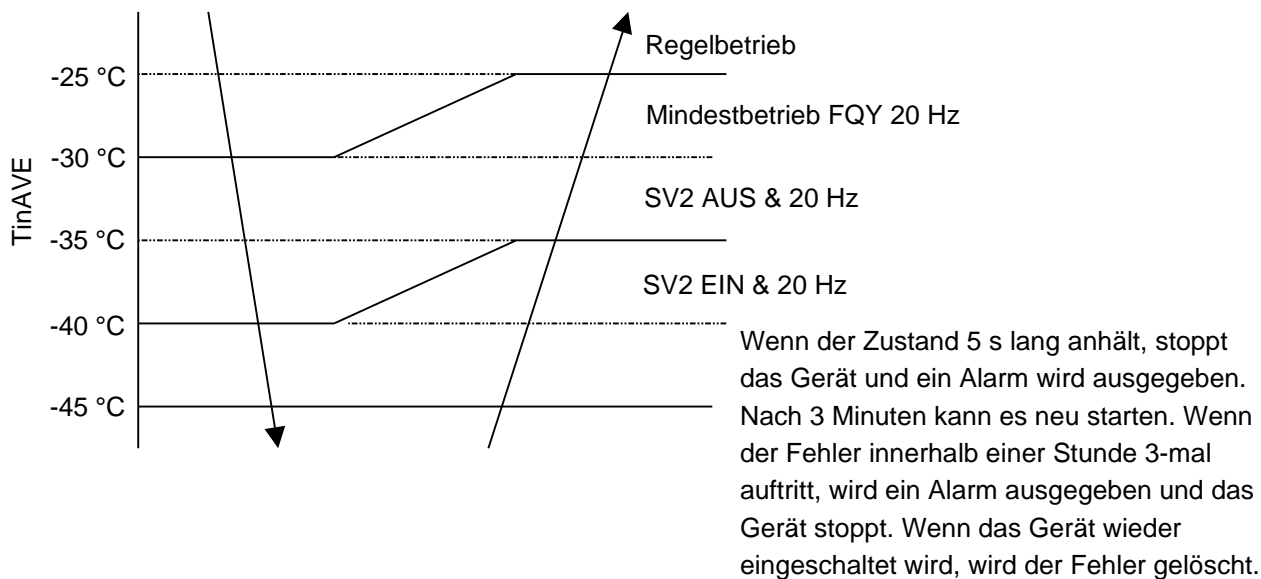 Regelbetrieb
-25 °C
Mindestbetrieb FQY 20 Hz
-30 °C
TinAVE
SV2 AUS & 20 Hz
-35 °C
SV2 EIN & 20 Hz
-40 °C
Wenn der Zustand 5 s lang anhält, stoppt
das Gerät und ein Alarm wird ausgegeben.
-45 °C
Nach 3 Minuten kann es neu starten. Wenn
der Fehler innerhalb einer Stunde 3-mal
auftritt, wird ein Alarm ausgegeben und das
Gerät stoppt. Wenn das Gerät wieder
eingeschaltet wird, wird der Fehler gelöscht.